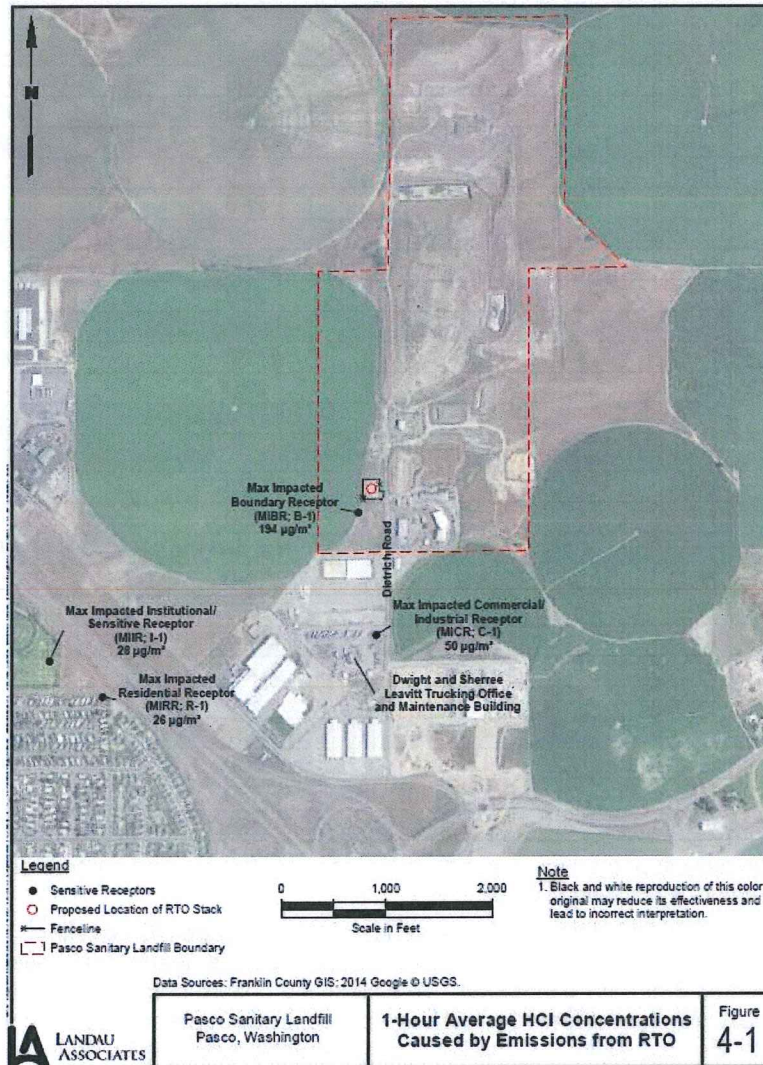 N
Max Impacted
Boundary Receptor
(MIBR; B-1)
194 µg/m³
Dietrich Road
Max Impacted Institutional/
Sensitive Receptor
(MIIR; I-1)
28 µg/m³
Max Impacted Commercial/
Industrial Receptor
(MICR; C-1)
50 µg/m³
Max Impacted
Residential Receptor
(MIRR; R-1)
26 µg/m³
Dwight and Sherree
Leavitt Trucking Office
and Maintenance Building
Legend
Sensitive Receptors
Proposed Location of RTO Stack
Fenceline
Pasco Sanitary Landfill Boundary
0 1,000 2,000
Scale in Feet
Note
1. Black and white reproduction of this color
original may reduce its effectiveness and
lead to incorrect interpretation.
Data Sources: Franklin County GIS; 2014 Google © USGS.
LANDAU
ASSOCIATES
Pasco Sanitary Landfill
Pasco, Washington
1-Hour Average HCl Concentrations
Caused by Emissions from RTO
Figure
4-1